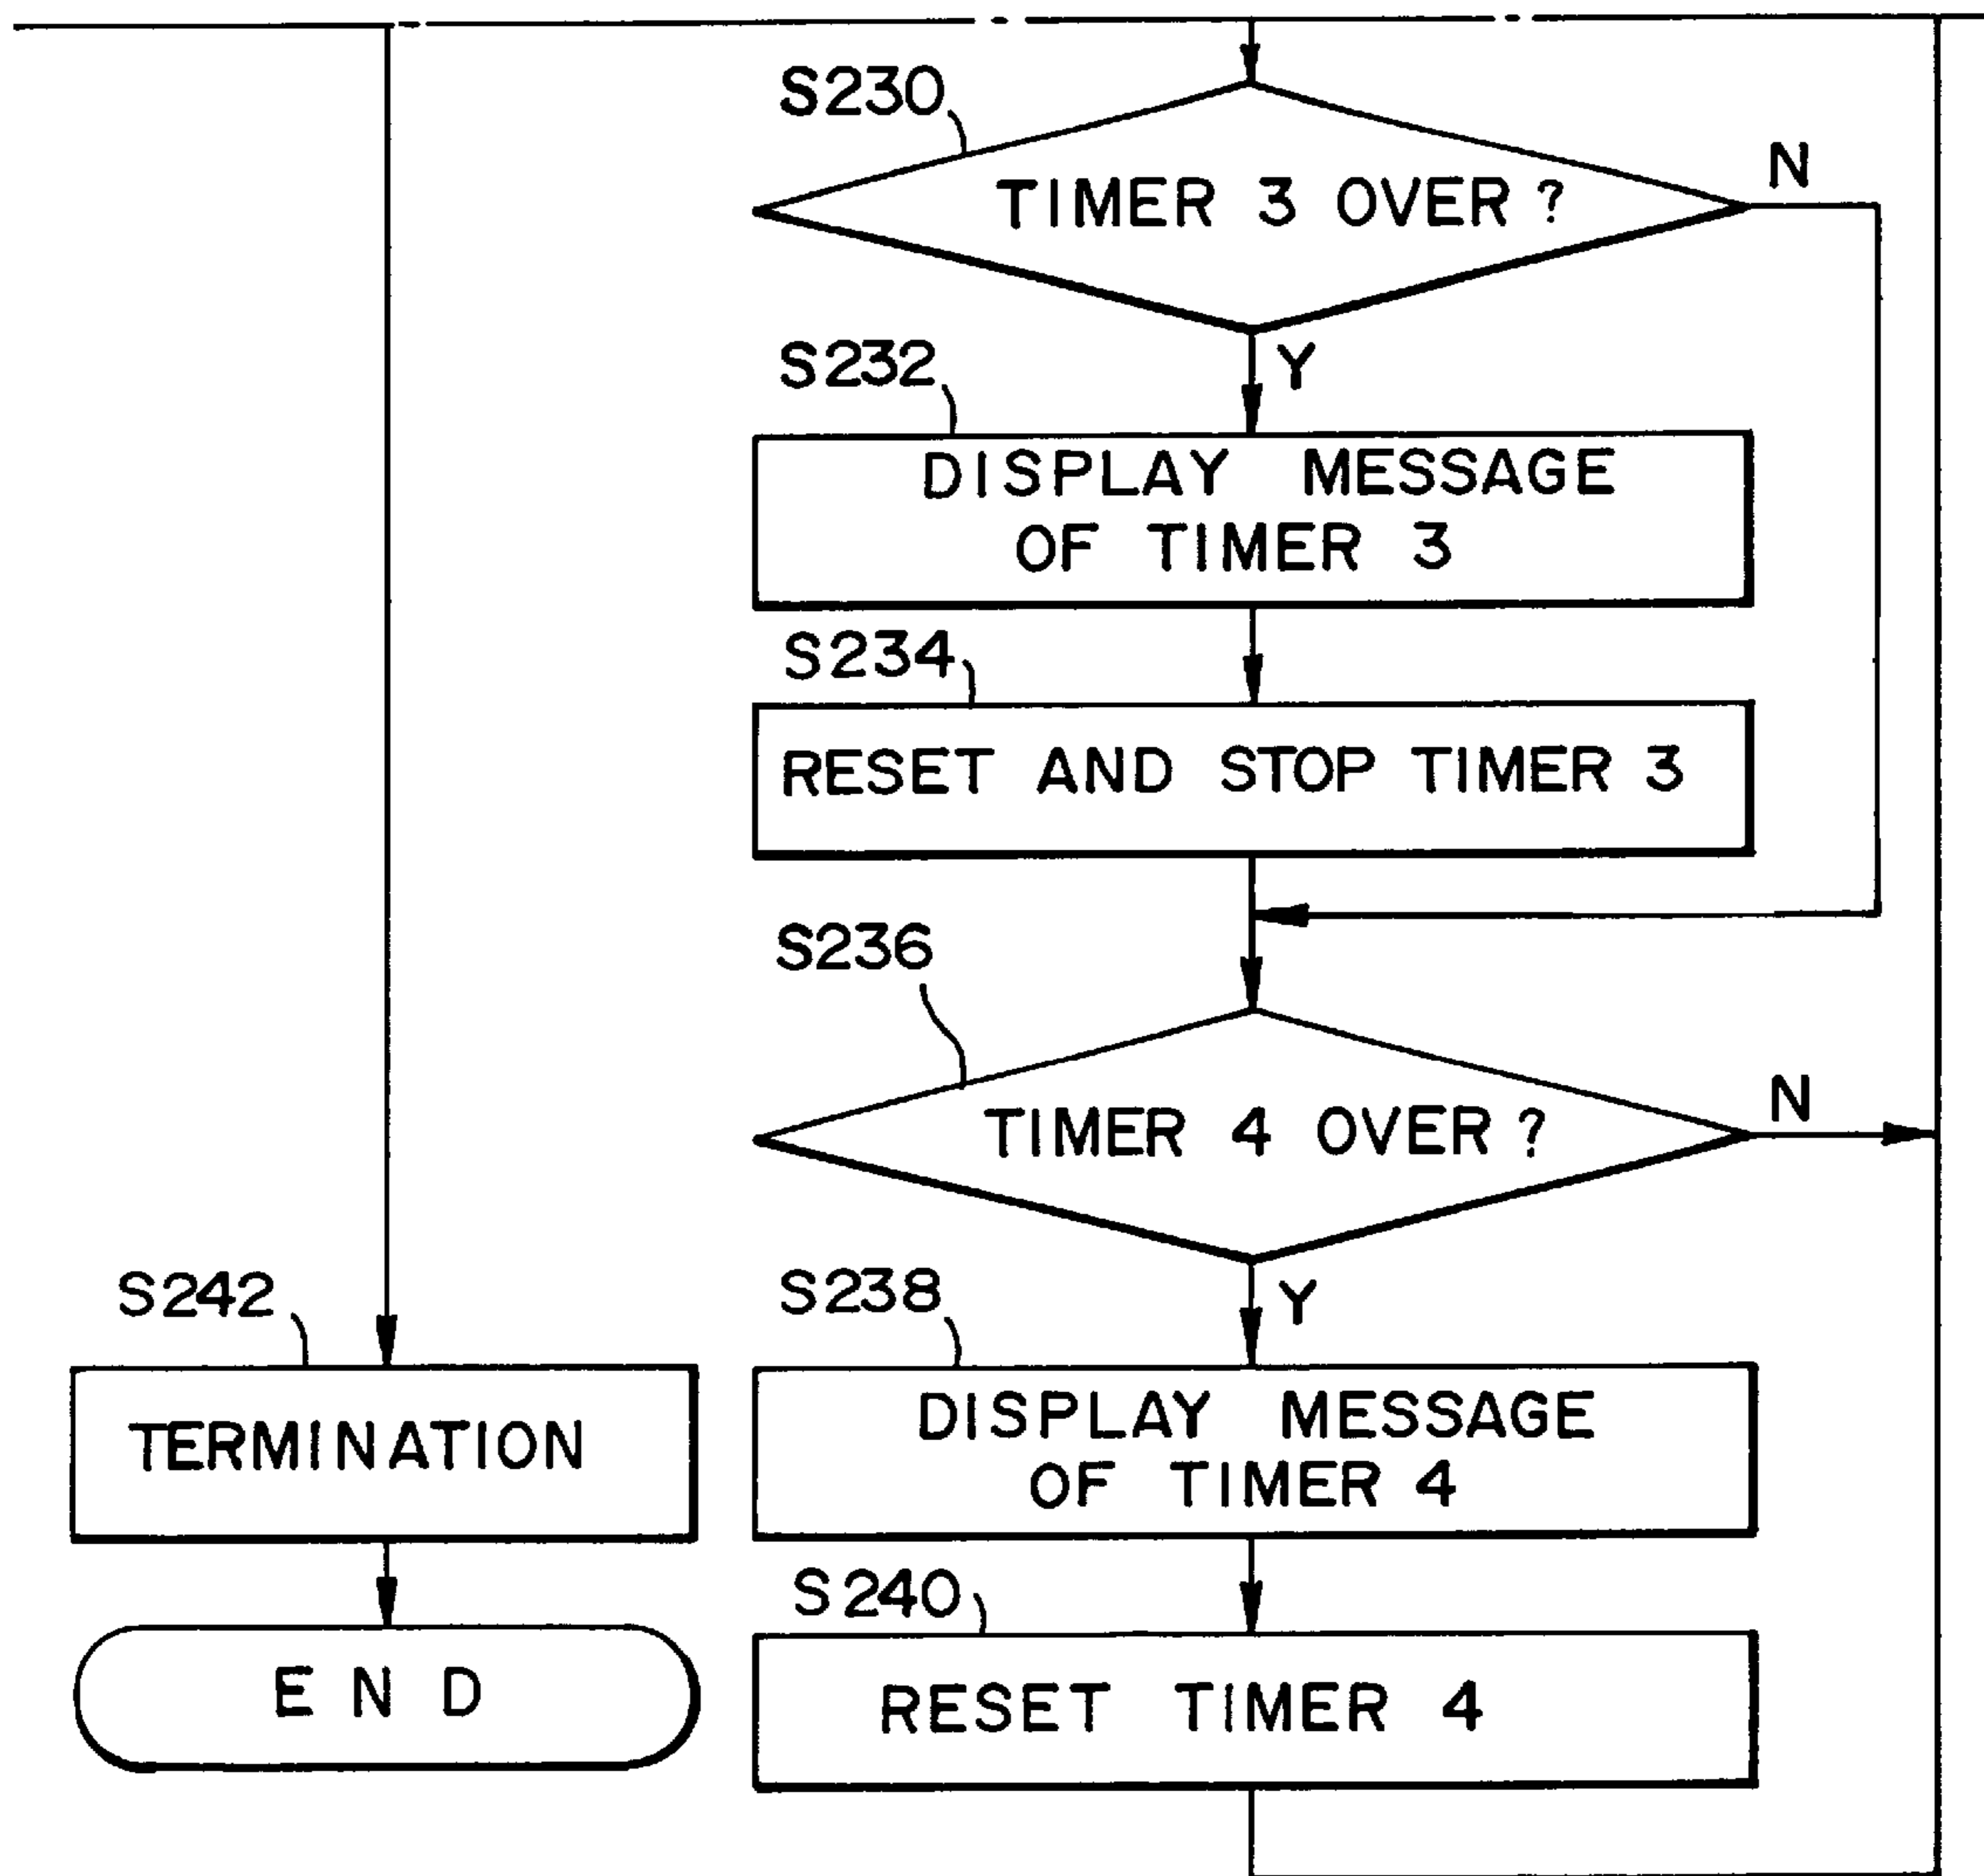 S230
TIMER 3 OVER ?
N
Y
S232
DISPLAY MESSAGE
OF TIMER 3
S234
RESET AND STOP TIMER 3
S236
TIMER 4 OVER ?
N
Y
S238
DISPLAY MESSAGE
OF TIMER 4
S240
RESET TIMER 4
S242
TERMINATION
END